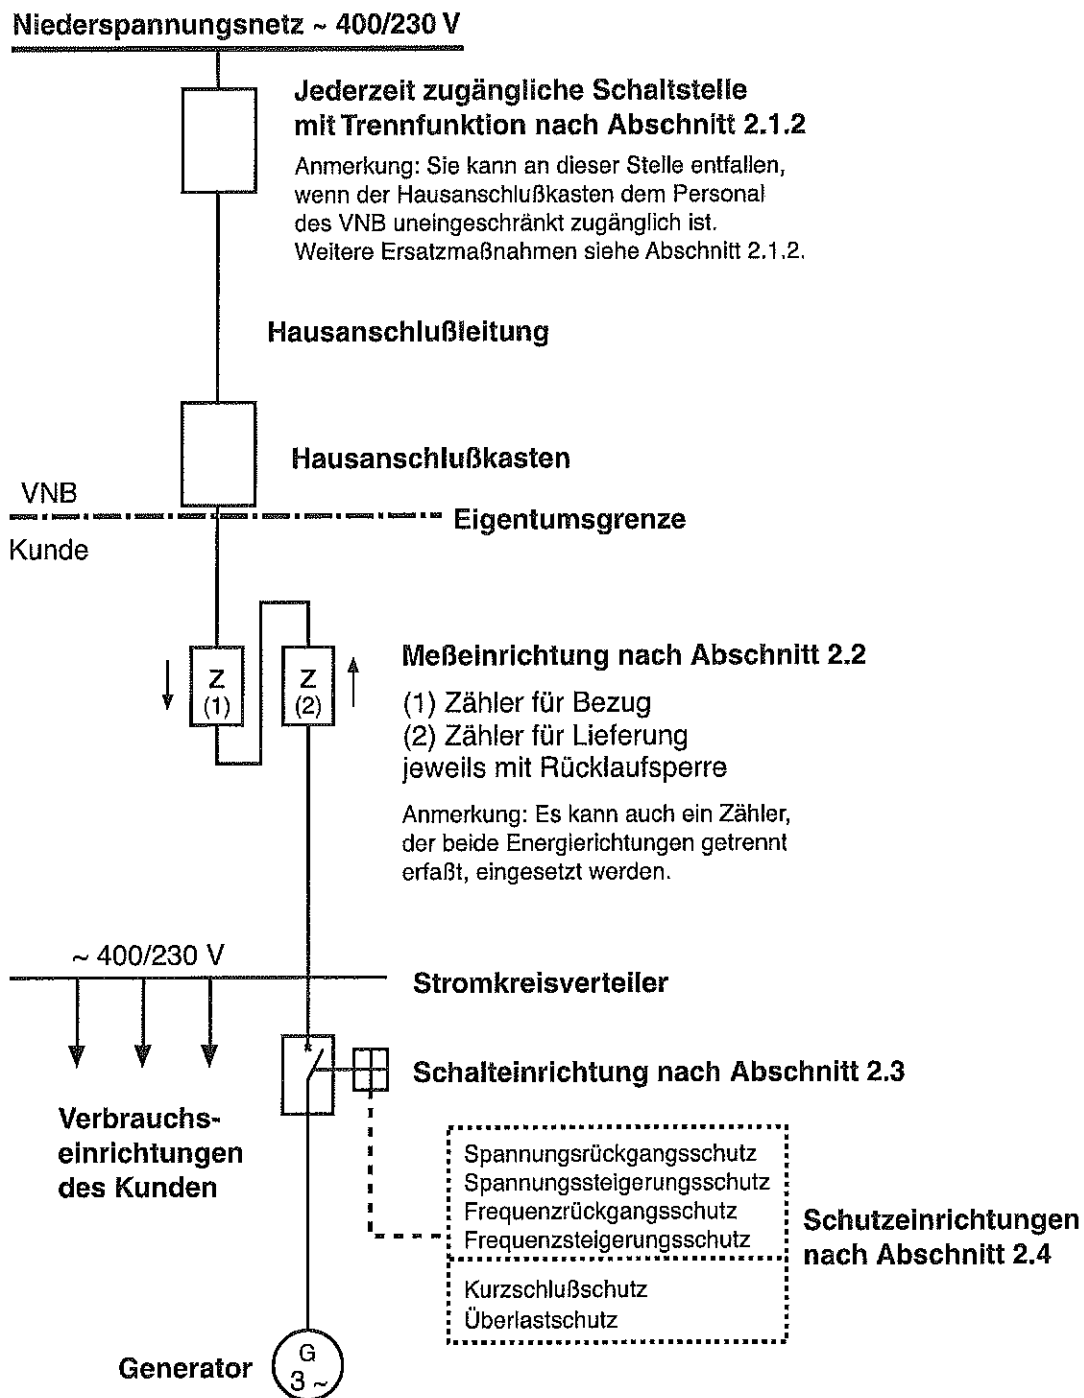 Niederspannungsnetz ~ 400/230 V
Jederzeit zugängliche Schaltstelle
mit Trennfunktion nach Abschnitt 2.1.2
Anmerkung: Sie kann an dieser Stelle entfallen,
wenn der Hausanschlußkasten dem Personal
des VNB uneingeschränkt zugänglich ist.
Weitere Ersatzmaßnahmen siehe Abschnitt 2.1.2.
Hausanschlußleitung
Hausanschlußkasten
VNB
Eigentumsgrenze
Kunde
Z
(1)
Z
(2)
Meßeinrichtung nach Abschnitt 2.2
(1) Zähler für Bezug
(2) Zähler für Lieferung
jeweils mit Rücklaufsperre
Anmerkung: Es kann auch ein Zähler,
der beide Energierichtungen getrennt
erfaßt, eingesetzt werden.
~ 400/230 V
Stromkreisverteiler
Schalteinrichtung nach Abschnitt 2.3
Verbrauchs-
einrichtungen
des Kunden
Spannungsrückgangsschutz
Spannungssteigerungsschutz
Frequenzrückgangsschutz
Frequenzsteigerungsschutz
Kurzschlußschutz
Überlastschutz
Schutzeinrichtungen
nach Abschnitt 2.4
Generator
G
3 ~